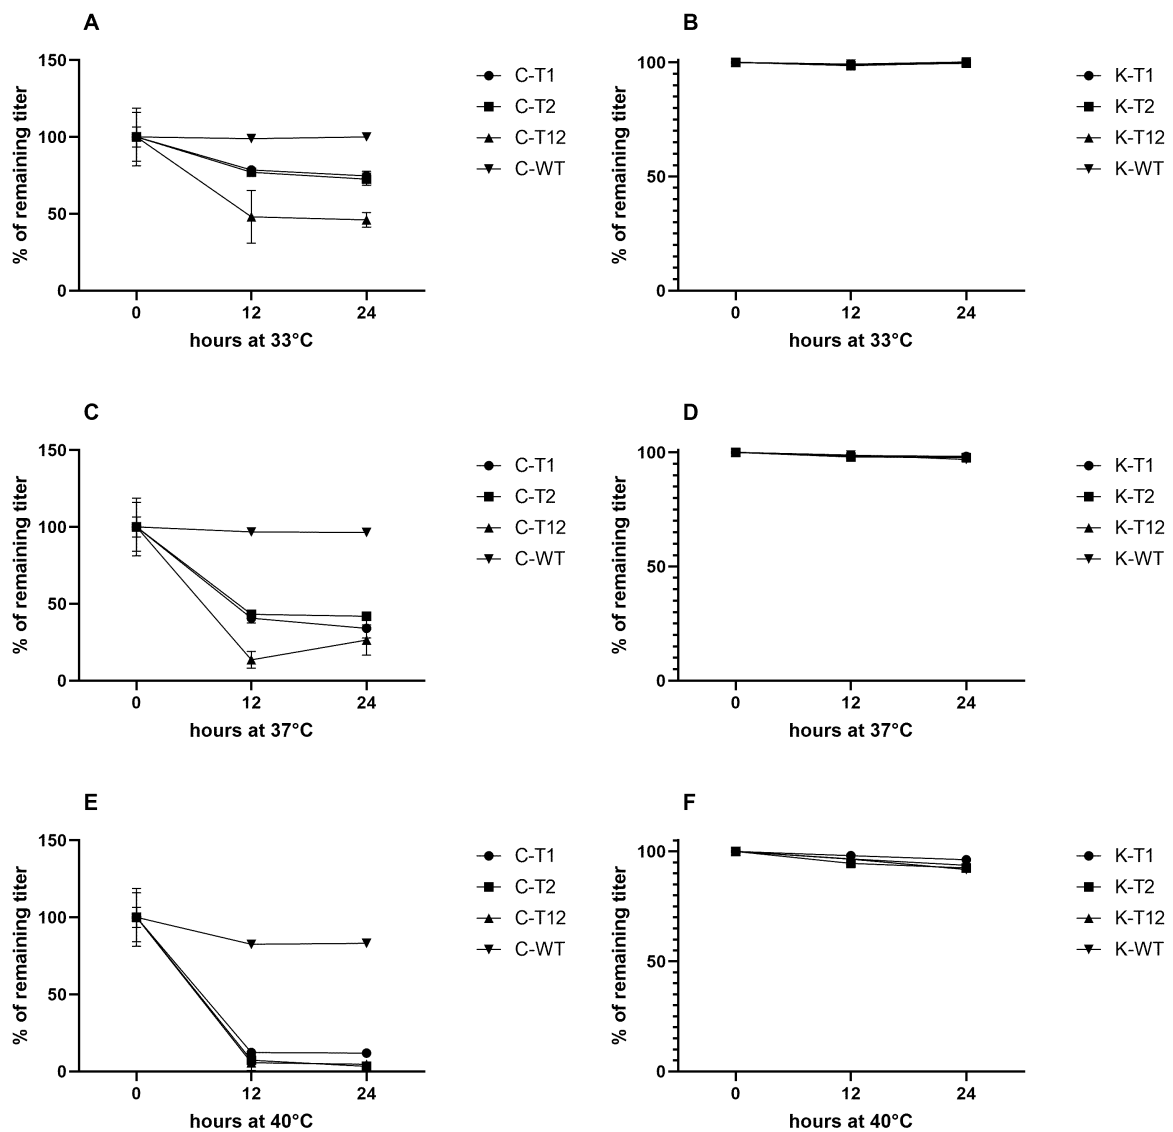 A
% of remaining titer
150
100
50
0
0 12 24
hours at 33°C
C-T1
C-T2
C-T12
C-WT
B
% of remaining titer
100
50
0
0 12 24
hours at 33°C
K-T1
K-T2
K-T12
K-WT
C
% of remaining titer
150
100
50
0
0 12 24
hours at 37°C
C-T1
C-T2
C-T12
C-WT
D
% of remaining titer
100
50
0
0 12 24
hours at 37°C
K-T1
K-T2
K-T12
K-WT
E
% of remaining titer
150
100
50
0
0 12 24
hours at 40°C
C-T1
C-T2
C-T12
C-WT
F
% of remaining titer
100
50
0
0 12 24
hours at 40°C
K-T1
K-T2
K-T12
K-WT